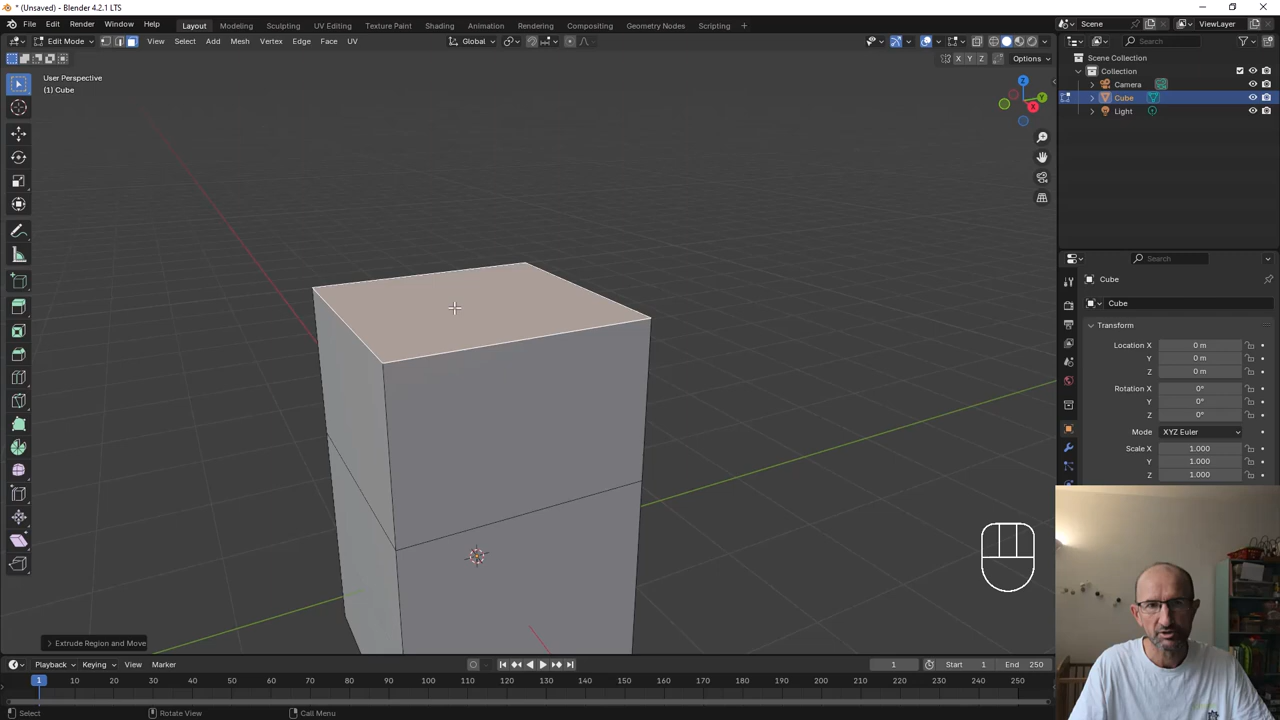 * (Unsaved) - Blender 4.2.1 LTS
File Edit Render Window Help Layout Modeling Sculpting UV Editing Texture Paint Shading Animation Rendering Compositing Geometry Nodes Scripting Scene ViewLayer
Edit Mode View Select Add Mesh Vertex Edge Face UV Global Search
X Y Z Options
Scene Collection
Collection
Camera
Cube
Light
User Perspective
(1) Cube
Z
Y
X
Search
Cube
Cube
Transform
Location X 0 m
Y 0 m
Z 0 m
Rotation X 0°
Y 0°
Z 0°
Mode XYZ Euler
Scale X 1.000
Y 1.000
Z 1.000
Extrude Region and Move
Playback Keying View Marker 1 Start 1 End 250
1 10 20 30 40 50 60 70 80 90 100 110 120 130 140 150 160 170 180 190 200 210 220 230 240 250
Select Rotate View Call Menu